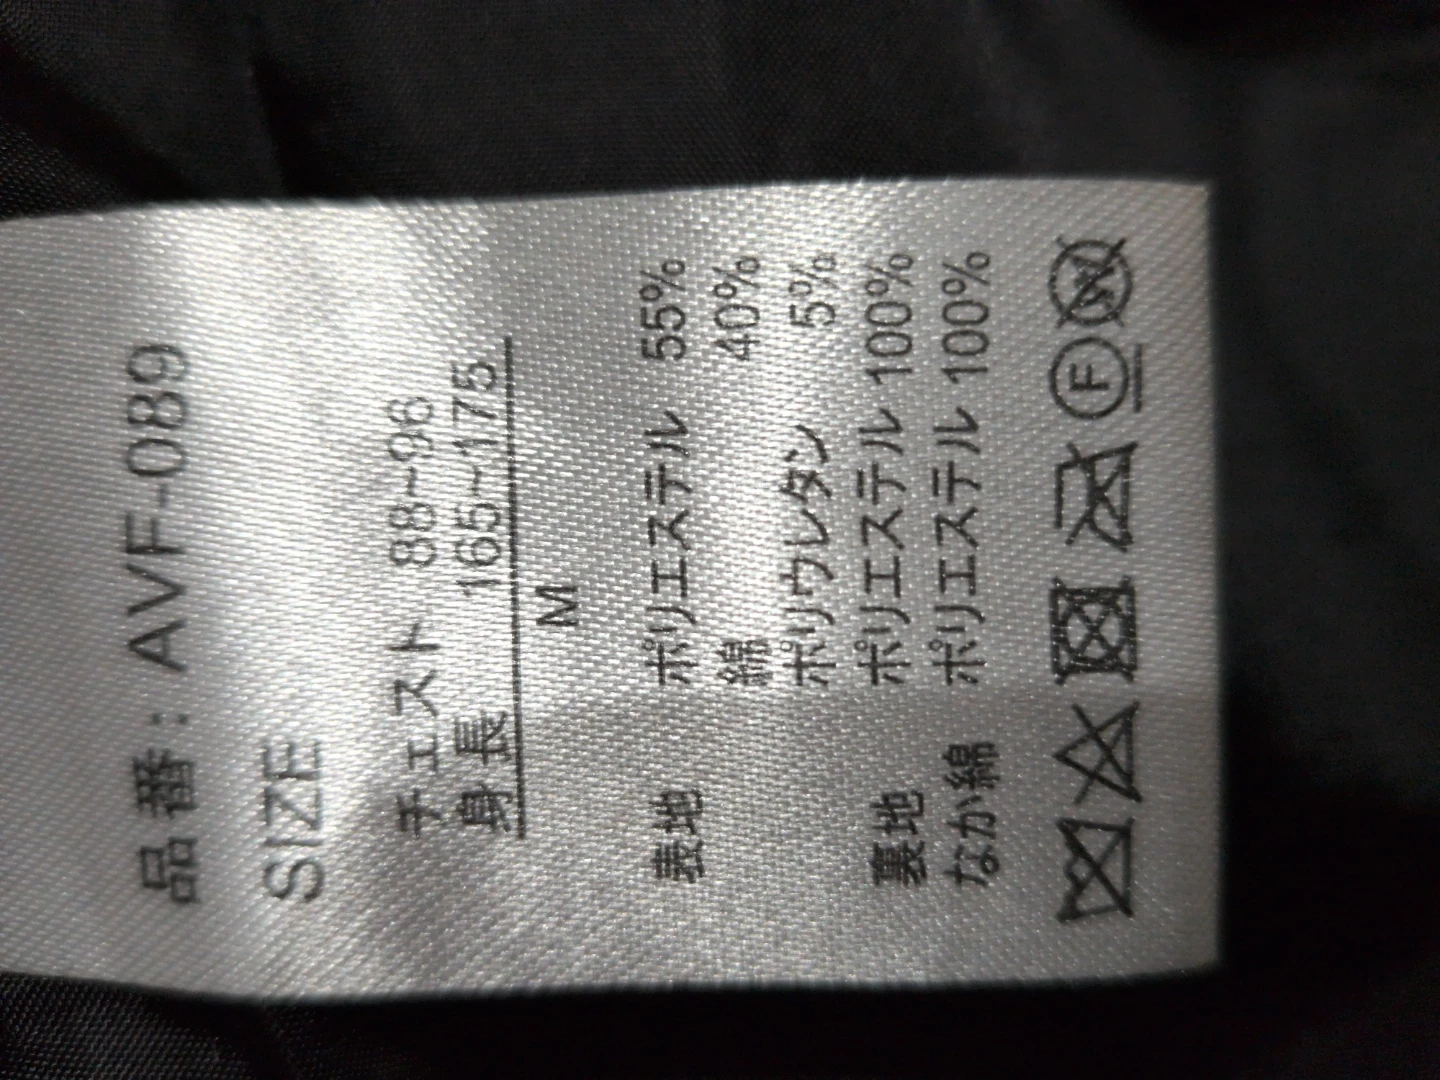 品番: AVF-089
SIZE
チェスト 88~96
身長 165~175
M
表地 ポリエステル 55%
綿 40%
ポリウレタン 5%
裏地 ポリエステル 100%
なか綿 ポリエステル 100%
F W